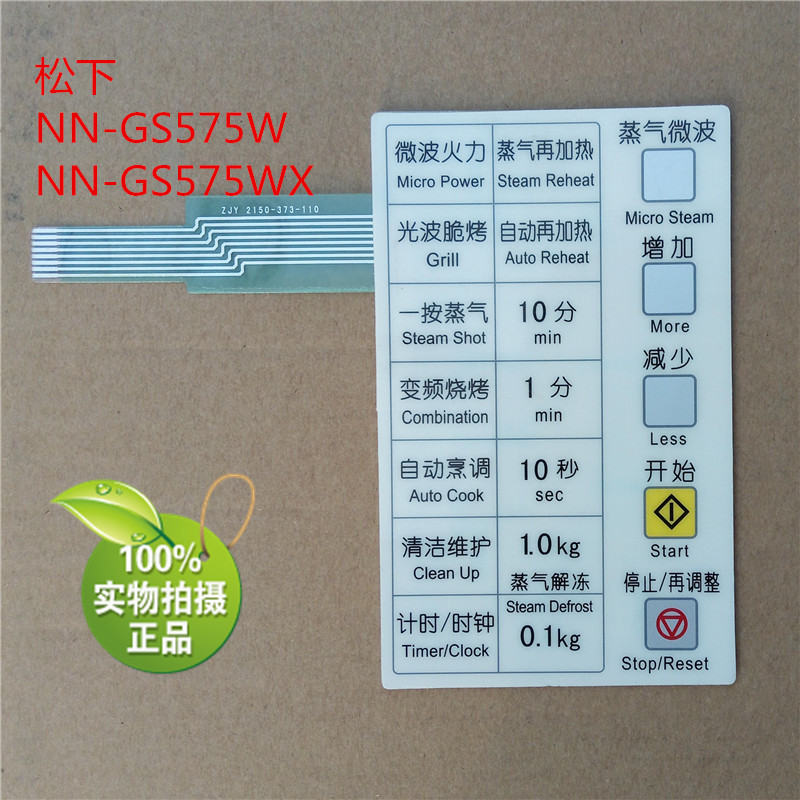 松下
NN-GS575W
NN-GS575WX
ZJY 2150-373-110
微波火力
Micro Power
蒸气再加热
Steam Reheat
光波脆烤
Grill
自动再加热
Auto Reheat
一按蒸气
Steam Shot
10 分
min
变频烧烤
Combination
1 分
min
自动烹调
Auto Cook
10 秒
sec
清洁维护
Clean Up
1.0 kg
蒸气解冻
Steam Defrost
计时/时钟
Timer/Clock
0.1 kg
蒸气微波
Micro Steam
增加
More
减少
Less
开始
Start
停止/再调整
Stop/Reset
100%
实物拍摄
正品